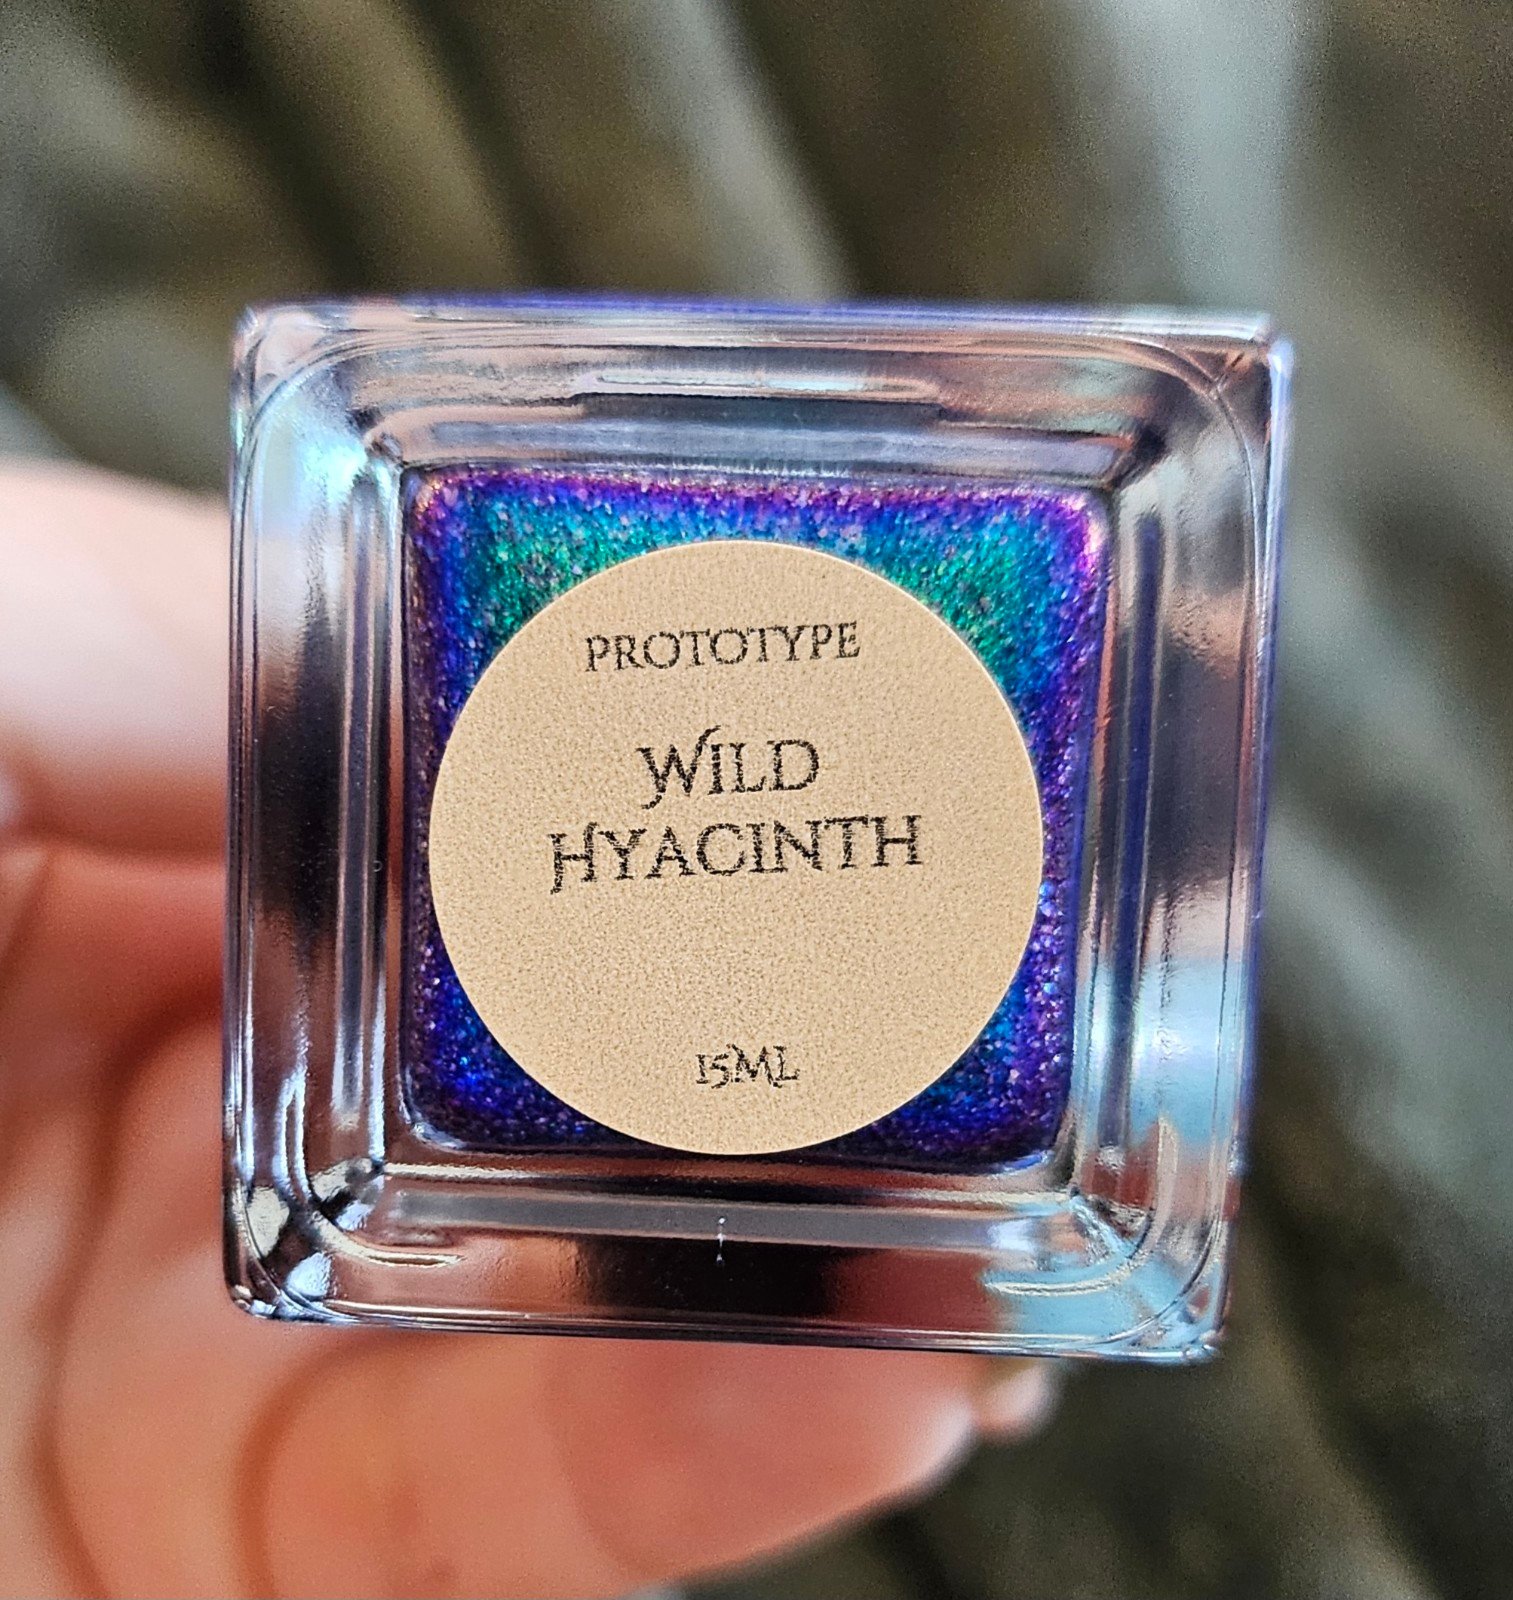 PROTOTYPE
WILD
HYACINTH
15ML